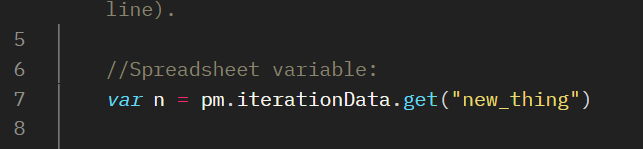 line).
5
6 //Spreadsheet variable:
7 var n = pm.iterationData.get("new_thing")
8